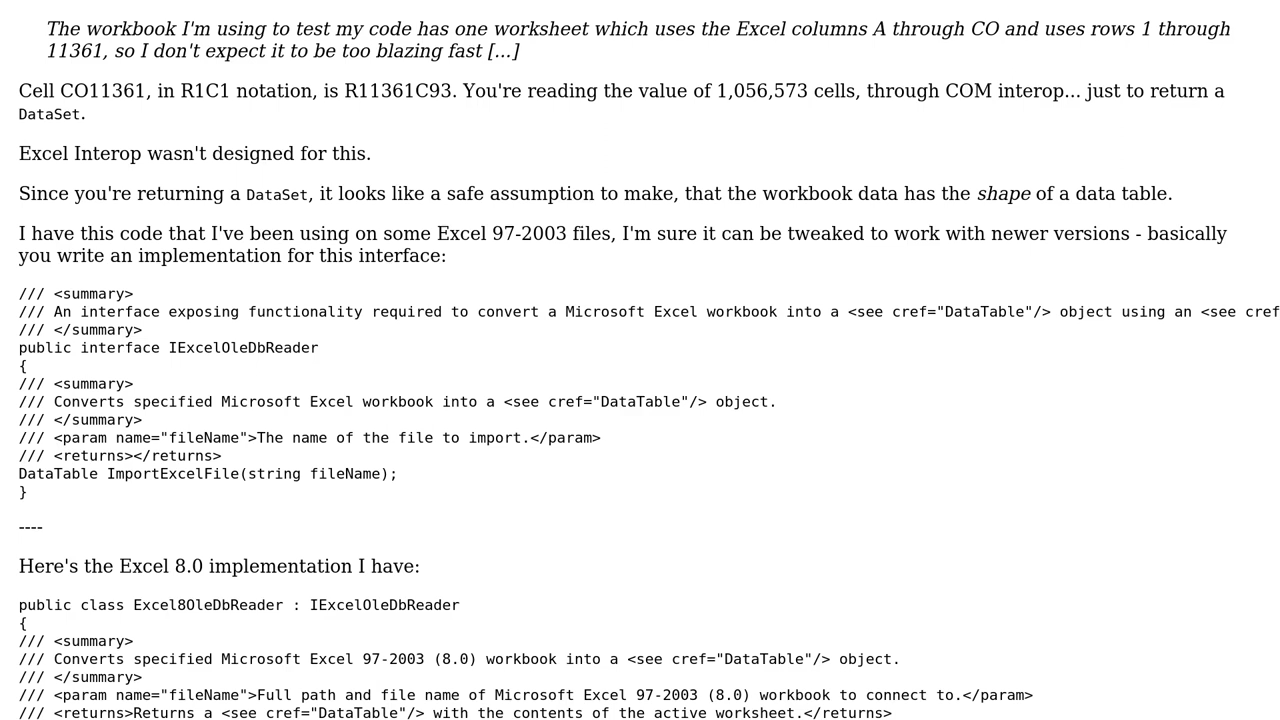 The workbook I'm using to test my code has one worksheet which uses the Excel columns A through CO and uses rows 1 through
11361, so I don't expect it to be too blazing fast [...]
Cell CO11361, in R1C1 notation, is R11361C93. You're reading the value of 1,056,573 cells, through COM interop... just to return a
DataSet.
Excel Interop wasn't designed for this.
Since you're returning a DataSet, it looks like a safe assumption to make, that the workbook data has the shape of a data table.
I have this code that I've been using on some Excel 97-2003 files, I'm sure it can be tweaked to work with newer versions - basically
you write an implementation for this interface:
/// <summary>
/// An interface exposing functionality required to convert a Microsoft Excel workbook into a <see cref="DataTable"/> object using an <see cref
/// </summary>
public interface IExcelOleDbReader
{
/// <summary>
/// Converts specified Microsoft Excel workbook into a <see cref="DataTable"/> object.
/// </summary>
/// <param name="fileName">The name of the file to import.</param>
/// <returns></returns>
DataTable ImportExcelFile(string fileName);
}
----
Here's the Excel 8.0 implementation I have:
public class Excel8OleDbReader : IExcelOleDbReader
{
/// <summary>
/// Converts specified Microsoft Excel 97-2003 (8.0) workbook into a <see cref="DataTable"/> object.
/// </summary>
/// <param name="fileName">Full path and file name of Microsoft Excel 97-2003 (8.0) workbook to connect to.</param>
/// <returns>Returns a <see cref="DataTable"/> with the contents of the active worksheet.</returns>